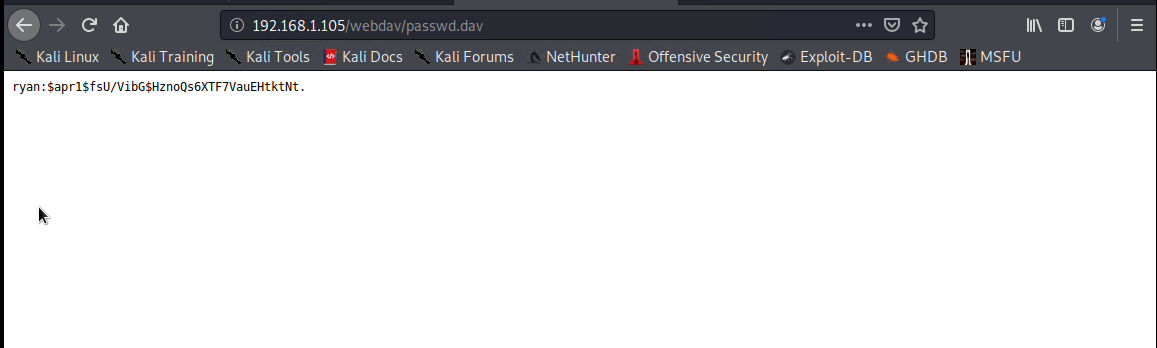 192.168.1.105/webdav/passwd.dav
Kali Linux Kali Training Kali Tools Kali Docs Kali Forums NetHunter Offensive Security Exploit-DB GHDB MSFU
ryan:$apr1$fsU/VibG$HznoQs6XTF7VauEHtktNt.